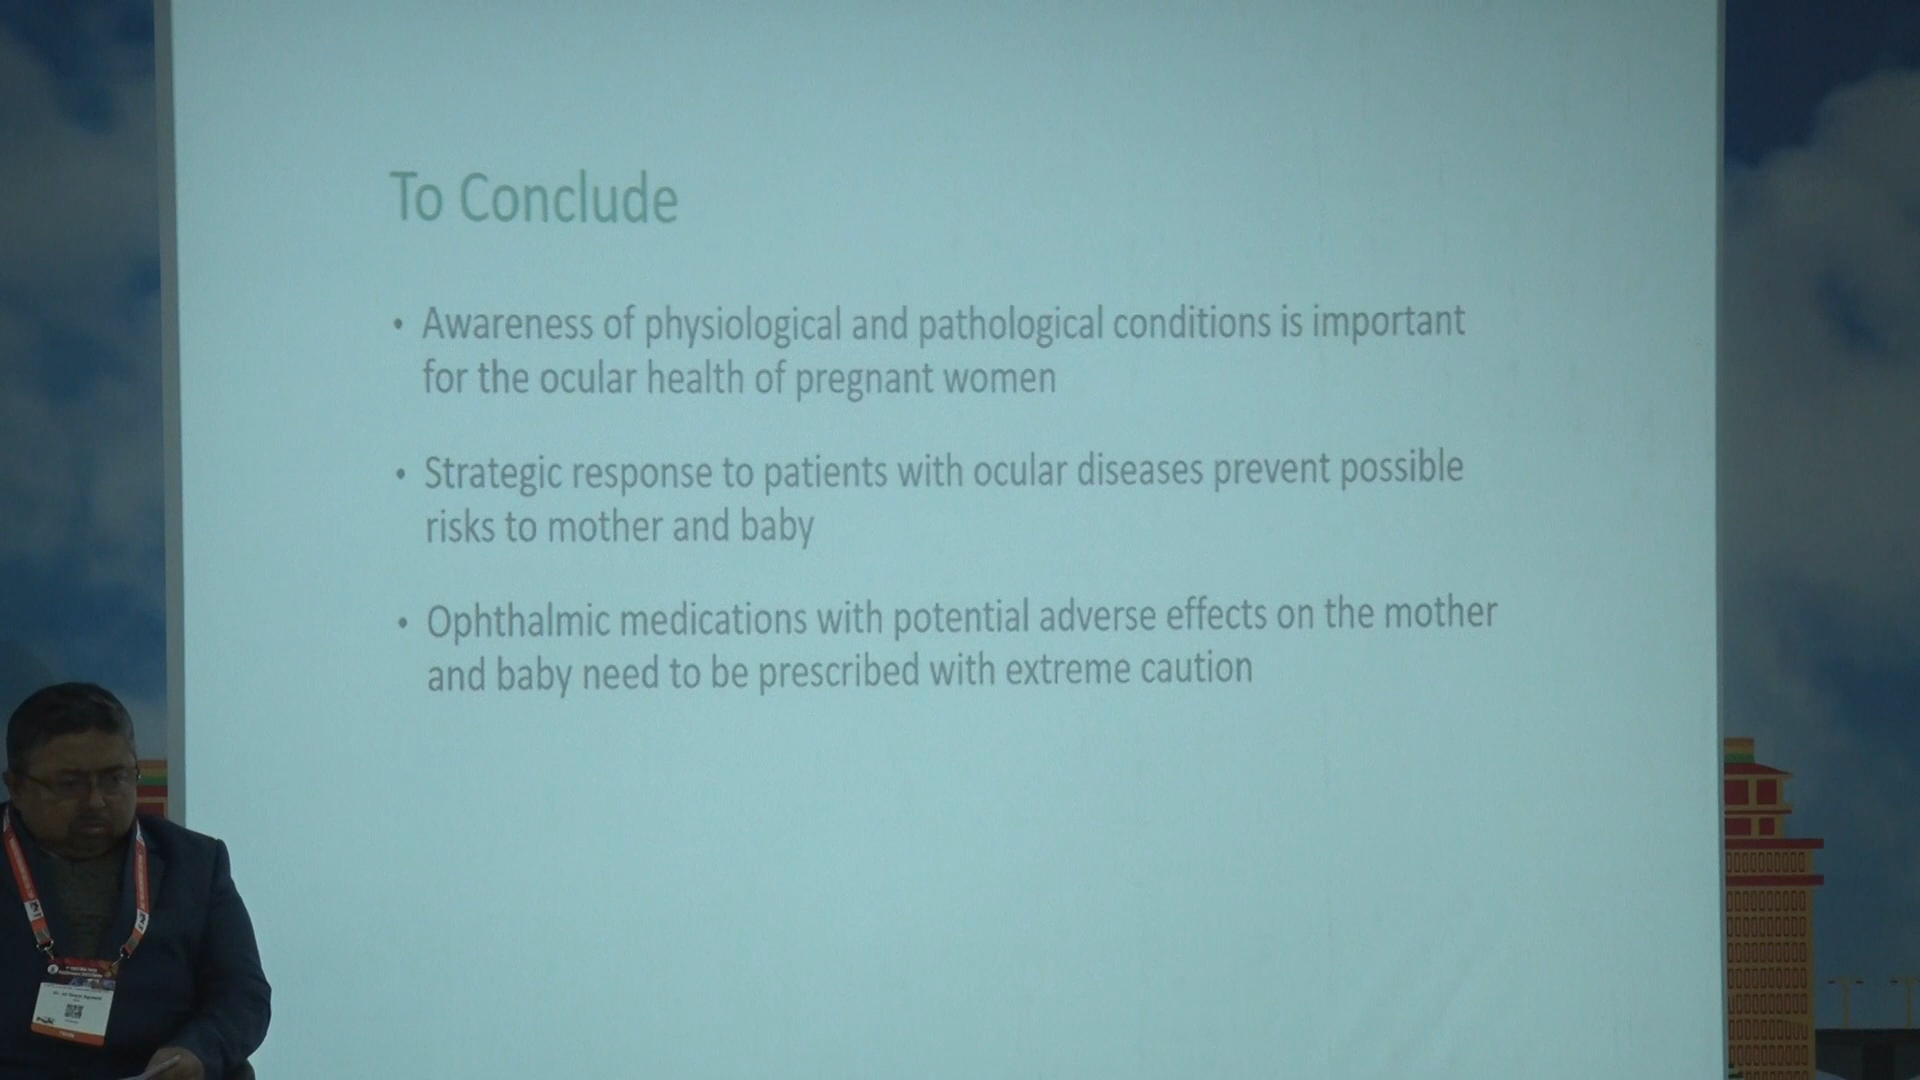 To Conclude
• Awareness of physiological and pathological conditions is important
for the ocular health of pregnant women
• Strategic response to patients with ocular diseases prevent possible
risks to mother and baby
• Ophthalmic medications with potential adverse effects on the mother
and baby need to be prescribed with extreme caution